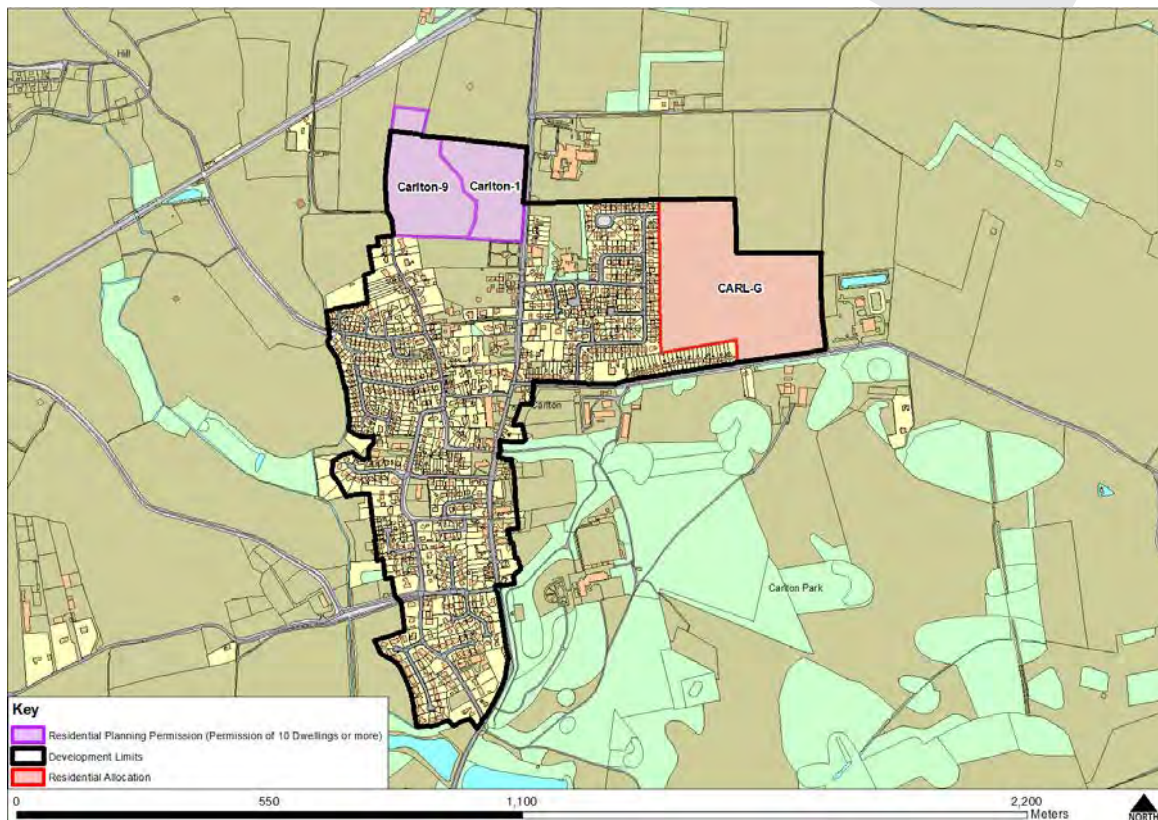 Hill
Carlton-9
Carlton-1
CARL-G
Carlton
Carlton Park
Key
Residential Planning Permission (Permission of 10 Dwellings or more)
Development Limits
Residential Allocation
0 550 1,100 2,200
Meters
NORTH